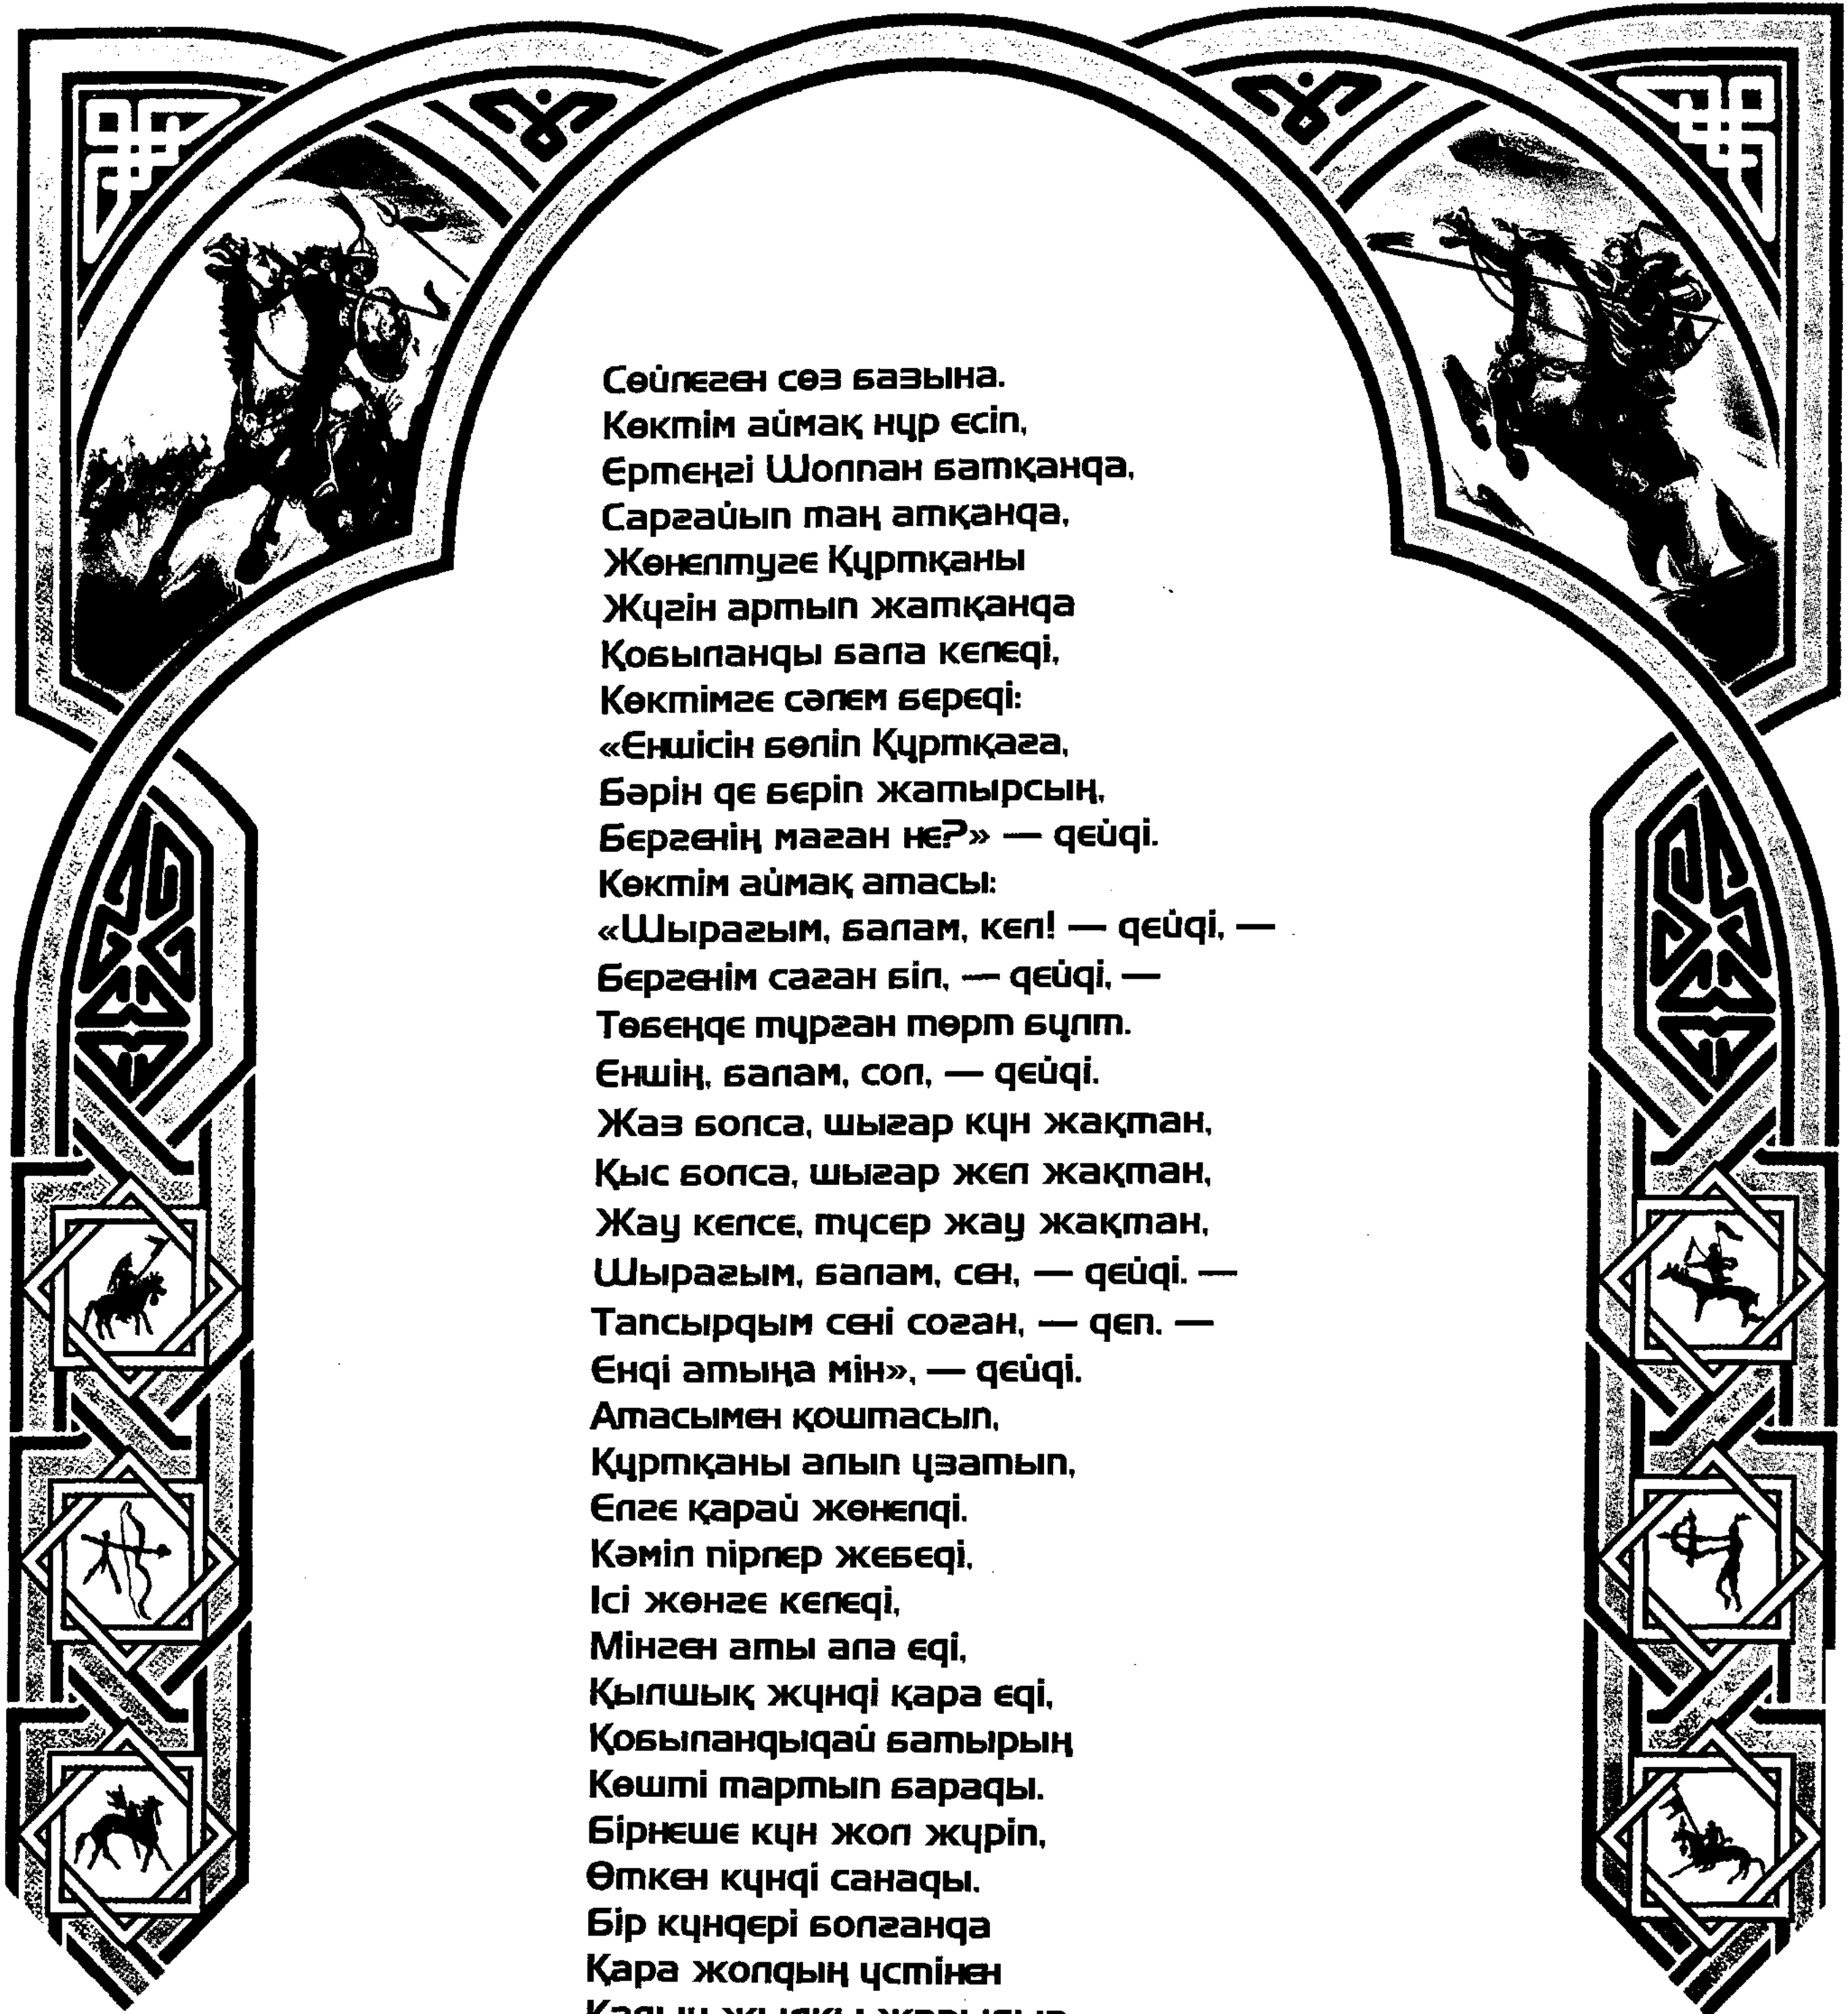 Сөйлеген сөз базына.
Көктім аймақ нұр есіп,
Ертеңгі Шолпан батқанда,
Сарғайып таң атқанда,
Жөнелтуге Құртқаны
Жүгін артып жатқанда
Қобыланды бала келеді,
Көктімге сәлем береді:
«Еншісін бөліп Құртқаға,
Бәрін де беріп жатырсың,
Бергенің маған не?» — дейді.
Көктім аймақ атасы:
«Шырағым, балам, кел! — дейді, —
Бергенім саған біл, — дейді, —
Төбеңде тұрған төрт бұлт.
Еншің, балам, сол, — дейді.
Жаз болса, шығар күн жақтан,
Қыс болса, шығар жел жақтан,
Жау келсе, түсер жау жақтан,
Шырағым, балам, сен, — дейді. —
Тапсырдым сені соған, — деп. —
Енді атыңа мін», — дейді.
Атасымен қоштасып,
Құртқаны алып ұзатып,
Елге қарай жөнелді.
Кәміл пірлер жебеді,
Ісі жөнге келеді,
Мінген аты ала еді,
Қылшық жүнді қара еді,
Қобыландыдай батырың
Көшті тартып барады.
Бірнеше күн жол жүріп,
Өткен күнді санады.
Бір күндері болғанда
Қара жолдың үстінен